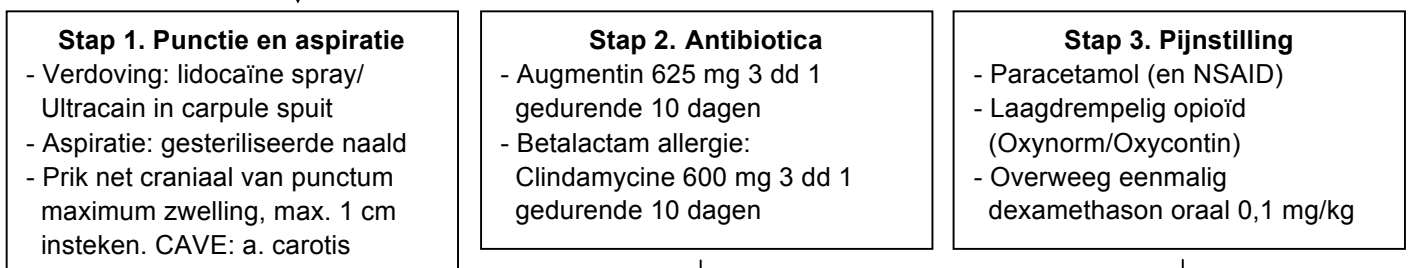 Stap 1. Punctie en aspiratie
- Verdoving: lidocaïne spray/
Ultracain in carpule spuit
- Aspiratie: gesteriliseerde naald
- Prik net craniaal van punctum
maximum zwelling, max. 1 cm
insteken. CAVE: a. carotis
Stap 2. Antibiotica
- Augmentin 625 mg 3 dd 1
gedurende 10 dagen
- Betalactam allergie:
Clindamycine 600 mg 3 dd 1
gedurende 10 dagen
Stap 3. Pijnstilling
- Paracetamol (en NSAID)
- Laagdrempelig opioïd
(Oxynorm/Oxycontin)
- Overweeg eenmalig
dexamethason oraal 0,1 mg/kg